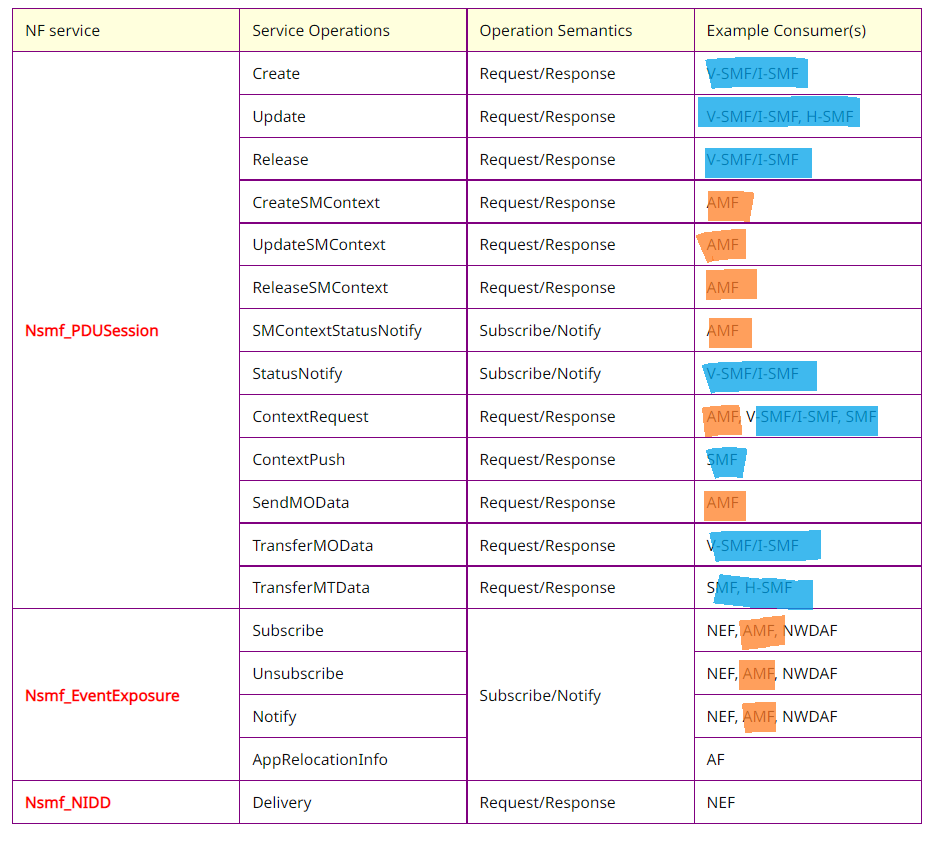 NF service Service Operations Operation Semantics Example Consumer(s)
Create Request/Response V-SMF/I-SMF
Update Request/Response V-SMF/I-SMF, H-SMF
Release Request/Response V-SMF/I-SMF
CreateSMContext Request/Response AMF
UpdateSMContext Request/Response AMF
ReleaseSMContext Request/Response AMF
Nsmf_PDUSession SMContextStatusNotify Subscribe/Notify AMF
StatusNotify Subscribe/Notify V-SMF/I-SMF
ContextRequest Request/Response AMF, V-SMF/I-SMF, SMF
ContextPush Request/Response SMF
SendMOData Request/Response AMF
TransferMOData Request/Response V-SMF/I-SMF
TransferMTData Request/Response SMF, H-SMF
Subscribe NEF, AMF, NWDAF
Unsubscribe NEF, AMF, NWDAF
Nsmf_EventExposure Subscribe/Notify
Notify NEF, AMF, NWDAF
AppRelocationInfo AF
Nsmf_NIDD Delivery Request/Response NEF